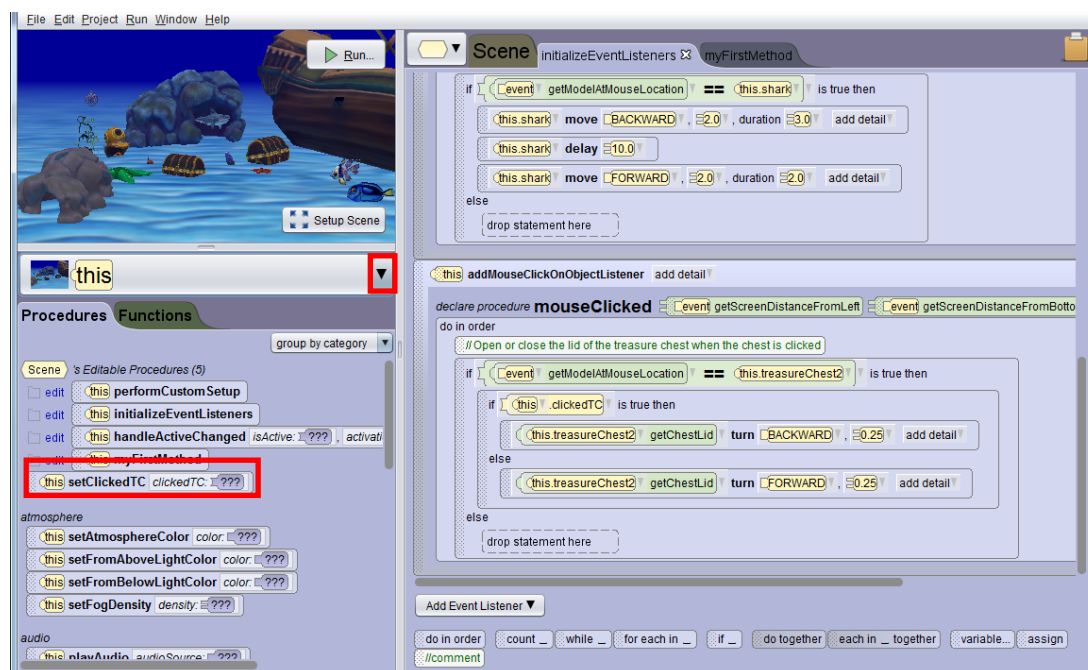 File Edit Project Run Window Help
Run...
Setup Scene
this
Procedures Functions
group by category
Scene 's Editable Procedures (5)
edit this performCustomSetup
edit this initializeEventListeners
edit this handleActiveChanged isActive: ???, activati
edit this myFirstMethod
this setClickedTC clickedTC: ???
atmosphere
this setAtmosphereColor color: ???
this setFromAboveLightColor color: ???
this setFromBelowLightColor color: ???
this setFogDensity density: ???
audio
this playAudio audioSource: ???
Scene initializeEventListeners myFirstMethod
if event getModelAtMouseLocation == this.shark is true then
this.shark move BACKWARD, 2.0, duration 3.0 add detail
this.shark delay 10.0
this.shark move FORWARD, 2.0, duration 2.0 add detail
else
drop statement here
this addMouseClickOnObjectListener add detail
declare procedure mouseClicked event getScreenDistanceFromLeft event getScreenDistanceFromBotto
do in order
//Open or close the lid of the treasure chest when the chest is clicked
if event getModelAtMouseLocation == this.treasureChest2 is true then
if this .clickedTC is true then
this.treasureChest2 getChestLid turn BACKWARD, 0.25 add detail
else
this.treasureChest2 getChestLid turn FORWARD, 0.25 add detail
else
drop statement here
Add Event Listener
do in order count _ while _ for each in _ if _ do together each in _ together variable... assign
//comment